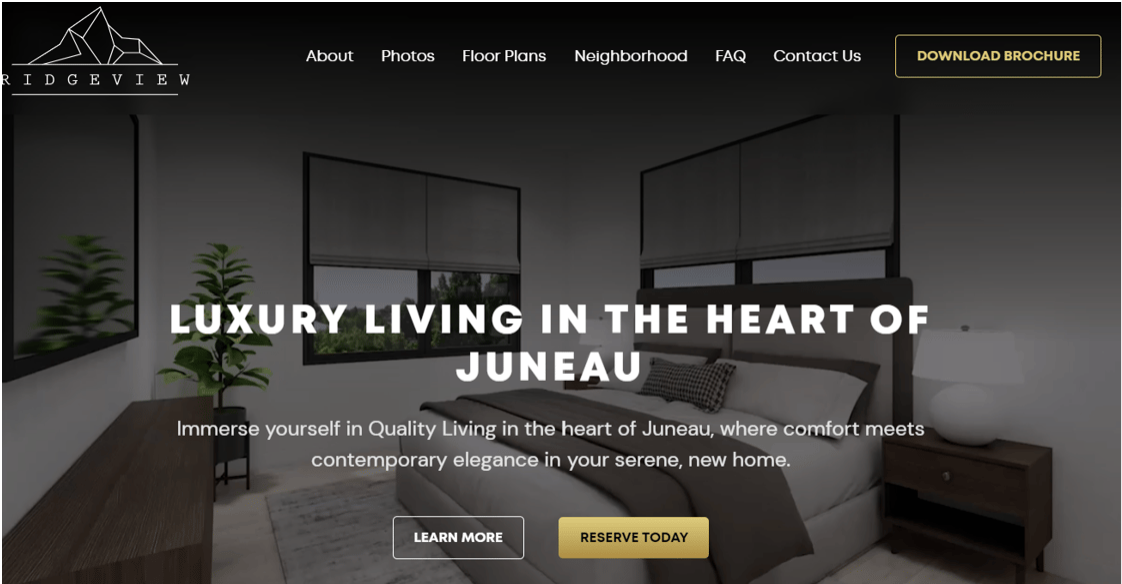 RIDGEVIEW
About
Photos
Floor Plans
Neighborhood
FAQ
Contact Us
DOWNLOAD BROCHURE
LUXURY LIVING IN THE HEART OF
JUNEAU
Immerse yourself in Quality Living in the heart of Juneau, where comfort meets
contemporary elegance in your serene, new home.
LEARN MORE
RESERVE TODAY